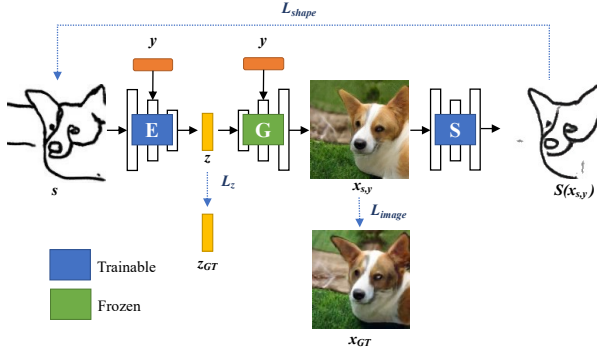 L_shape
y
y
E
G
S
s
z
x_s,y
S(x_s,y)
L_z
L_image
z_GT
Trainable
Frozen
x_GT